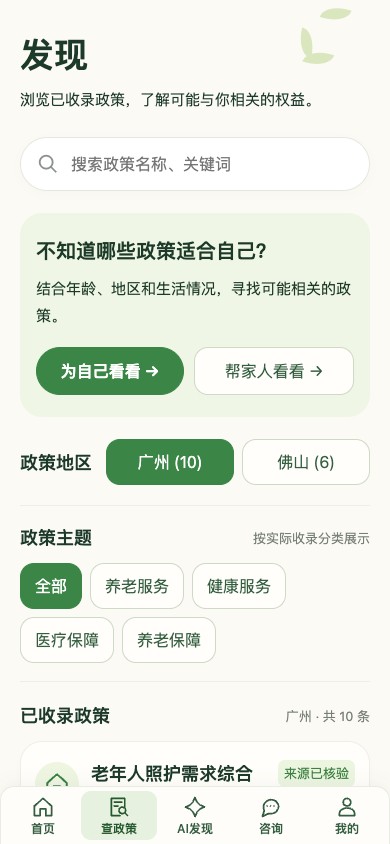 发现
浏览已收录政策，了解可能与你相关的权益。
搜索政策名称、关键词
不知道哪些政策适合自己?
结合年龄、地区和生活情况，寻找可能相关的政
策。
为自己看看 → 帮家人看看 →
政策地区 广州 (10) 佛山 (6)
政策主题 按实际收录分类展示
全部 养老服务 健康服务
医疗保障 养老保障
已收录政策 广州 · 共 10 条
老年人照护需求综合 来源已核验
首页 查政策 AI发现 咨询 我的